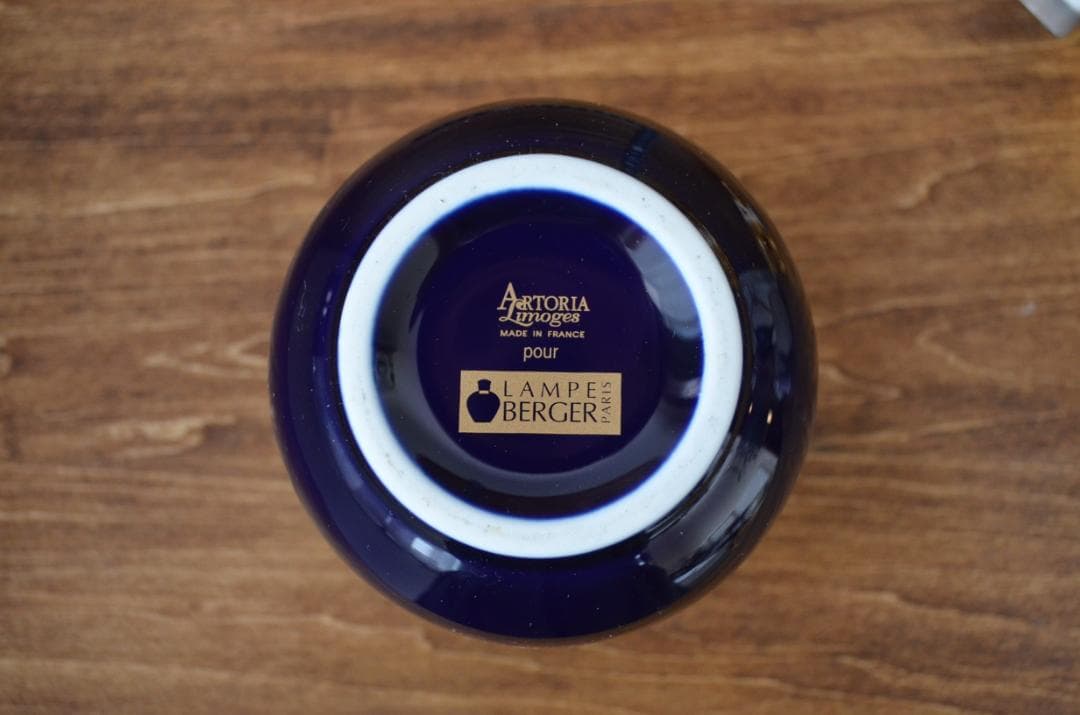 ARTORIA
Limoges
MADE IN FRANCE
pour
LAMPE
BERGER
PARIS